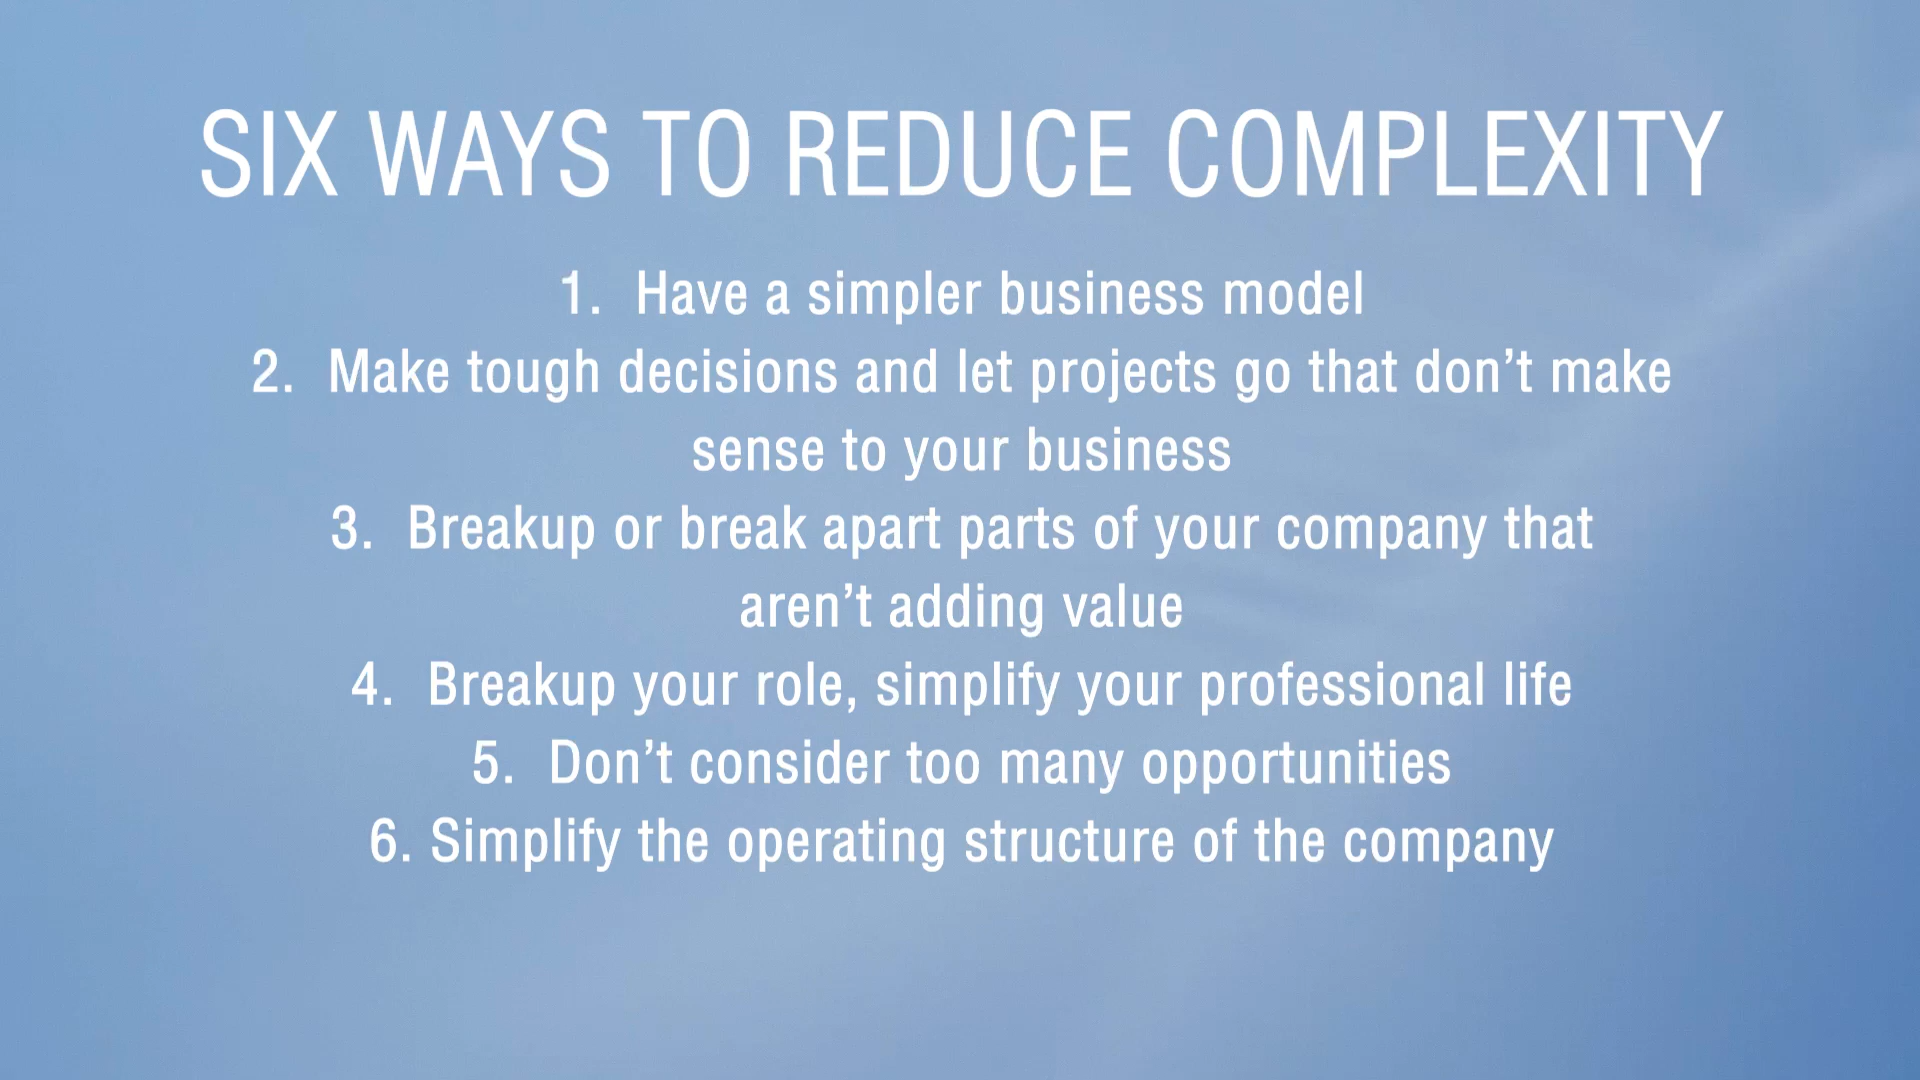 SIX WAYS TO REDUCE COMPLEXITY
1. Have a simpler business model
2. Make tough decisions and let projects go that don’t make
sense to your business
3. Breakup or break apart parts of your company that
aren’t adding value
4. Breakup your role, simplify your professional life
5. Don’t consider too many opportunities
6. Simplify the operating structure of the company